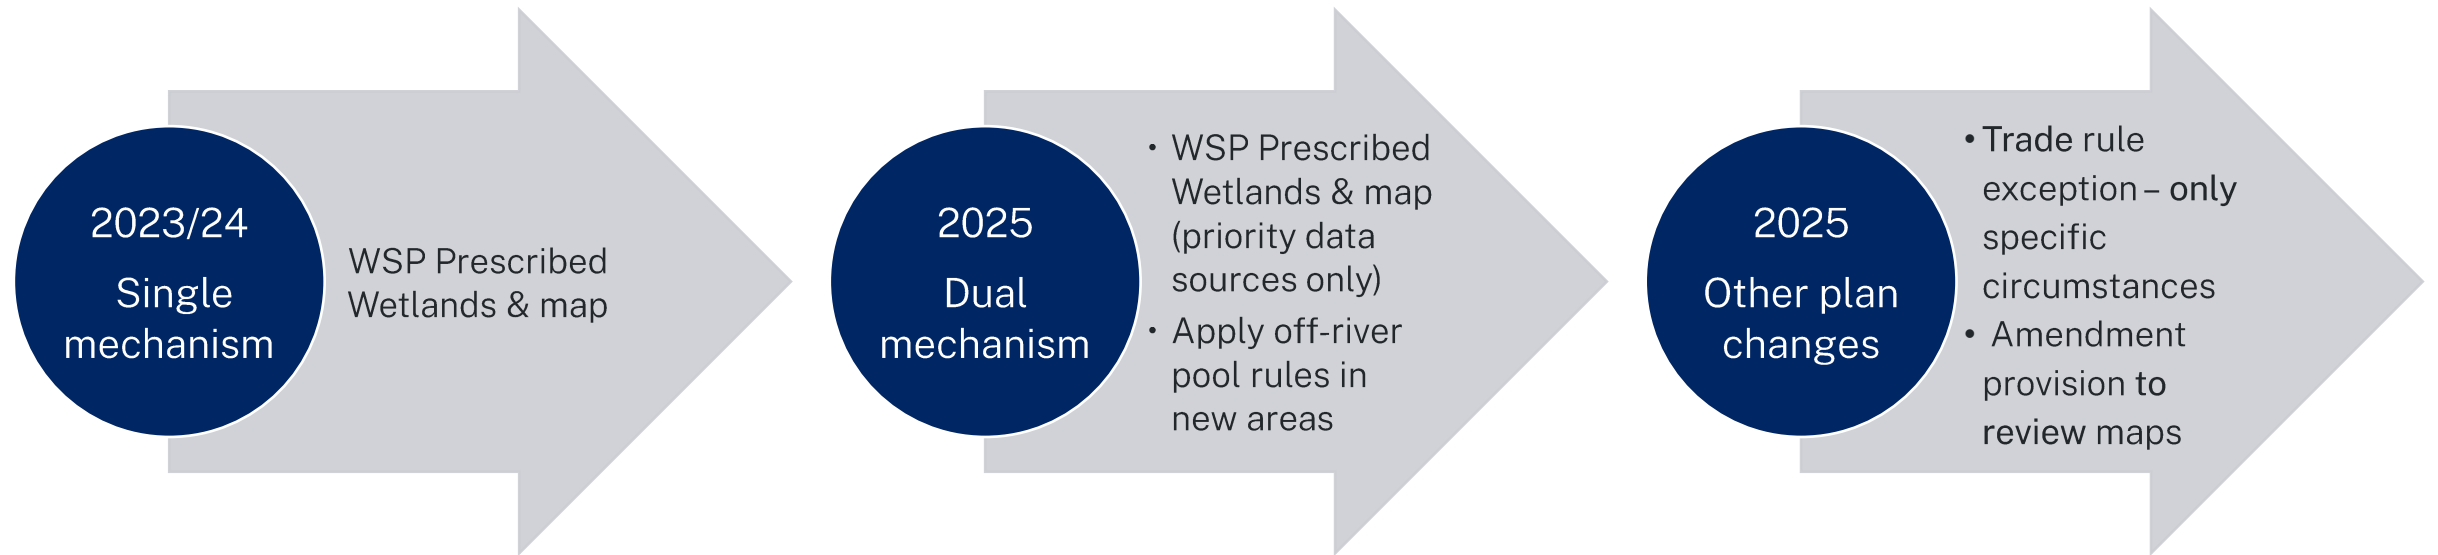 2023/24
Single
mechanism
WSP Prescribed
Wetlands & map
2025
Dual
mechanism
• WSP Prescribed
Wetlands & map
(priority data
sources only)
• Apply off-river
pool rules in
new areas
2025
Other plan
changes
• Trade rule
exception – only
specific
circumstances
• Amendment
provision to
review maps